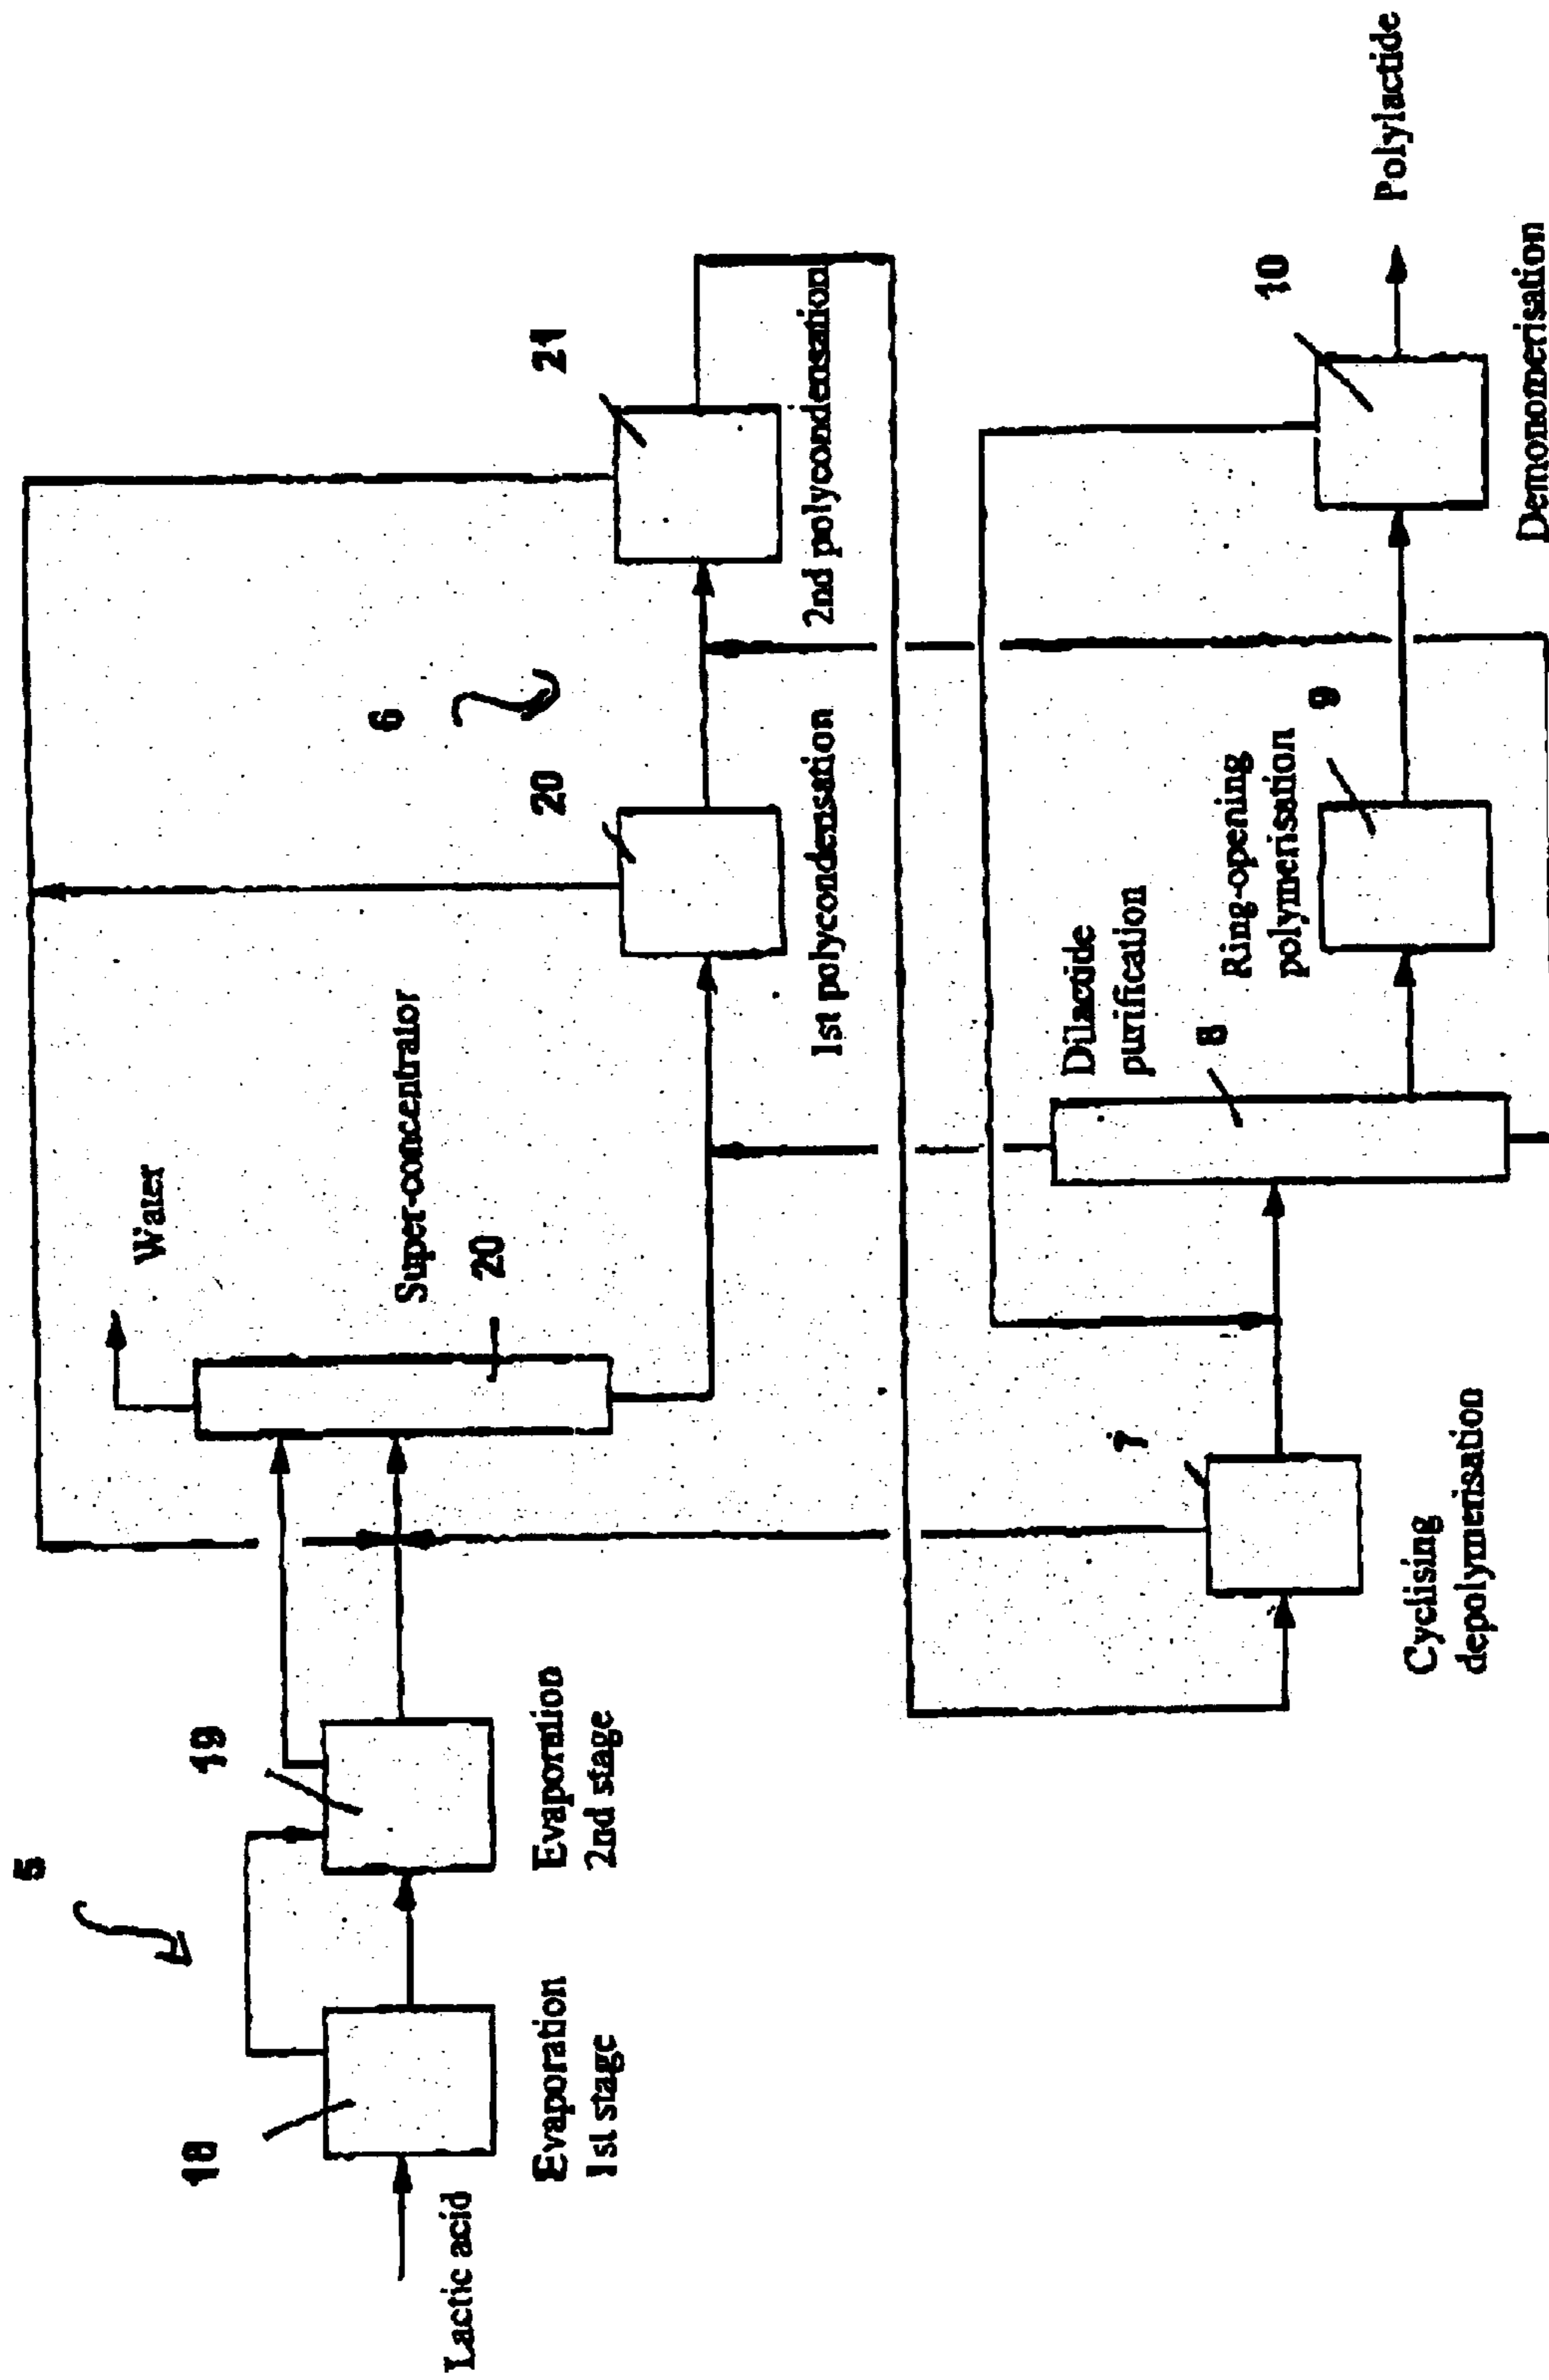 5
18
19
Lactic acid
Evaporation
1st stage
Evaporation
2nd stage
Water
Super-concentrator
20
6
20
21
1st polycondensation
2nd polycondensation
7
Cyclising
depolymerisation
Dilactide
purification
8
Ring-opening
polymerisation
9
10
Polylactide
Demonomerisation